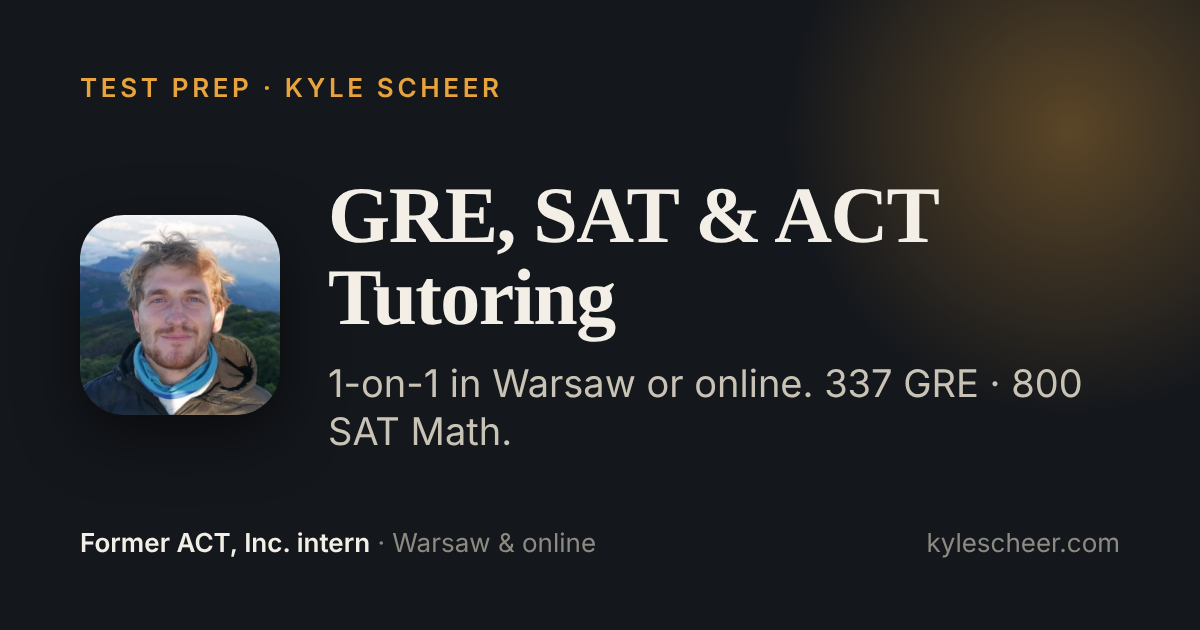 TEST PREP · KYLE SCHEER
GRE, SAT & ACT
Tutoring
1-on-1 in Warsaw or online. 337 GRE · 800
SAT Math.
Former ACT, Inc. intern · Warsaw & online
kylescheer.com